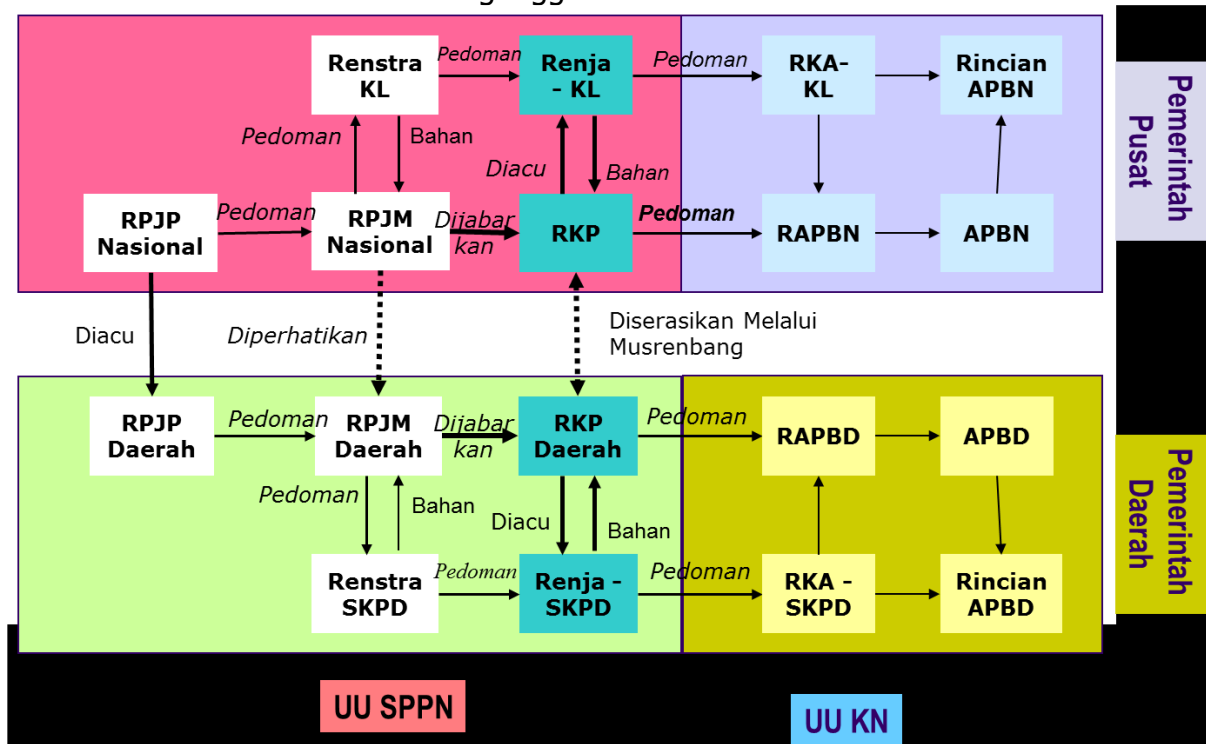 Renstra
KL
Pedoman
Renja
- KL
Pedoman
RKA-
KL
Rincian
APBN
Pedoman
Bahan
Diacu
Bahan
RPJP
Nasional
Pedoman
RPJM
Nasional
Dijabar
kan
RKP
Pedoman
RAPBN
APBN
Pemerintah
Pusat
Diacu
Diperhatikan
Diserasikan Melalui
Musrenbang
RPJP
Daerah
Pedoman
RPJM
Daerah
Dijabar
kan
RKP
Daerah
Pedoman
RAPBD
APBD
Pedoman
Bahan
Diacu
Bahan
Renstra
SKPD
Pedoman
Renja -
SKPD
Pedoman
RKA -
SKPD
Rincian
APBD
Pemerintah
Daerah
UU SPPN
UU KN